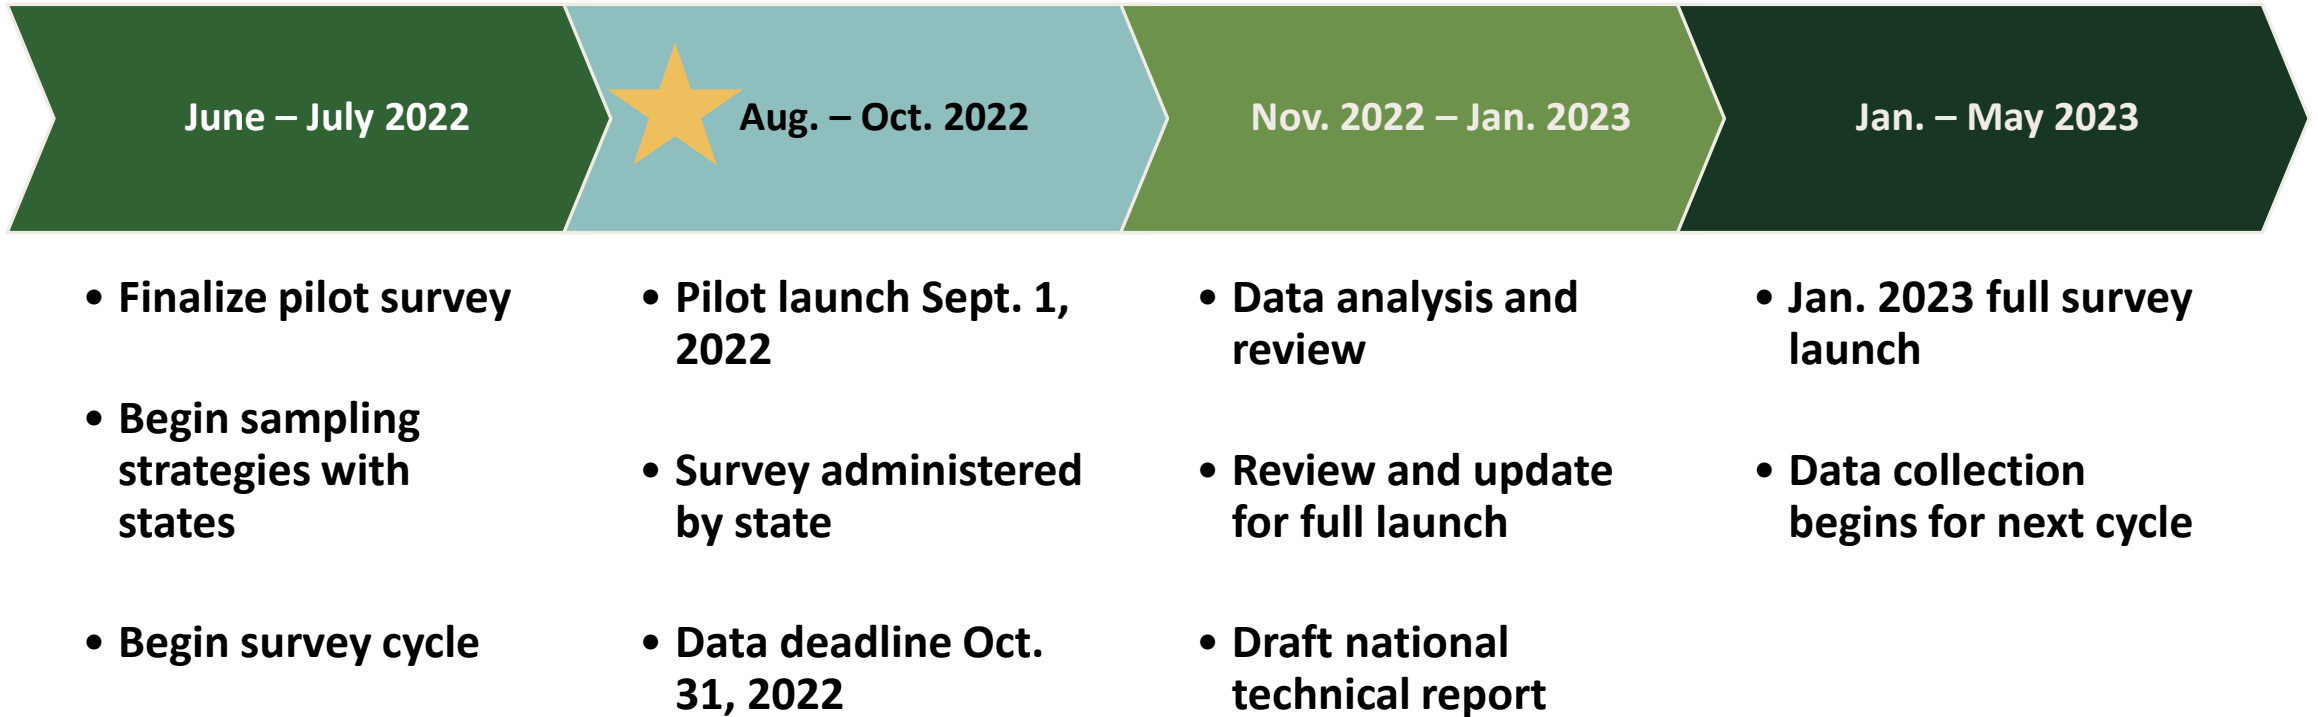 June – July 2022
Aug. – Oct. 2022
Nov. 2022 – Jan. 2023
Jan. – May 2023
• Finalize pilot survey
• Begin sampling
strategies with
states
• Begin survey cycle
• Pilot launch Sept. 1,
2022
• Survey administered
by state
• Data deadline Oct.
31, 2022
• Data analysis and
review
• Review and update
for full launch
• Draft national
technical report
• Jan. 2023 full survey
launch
• Data collection
begins for next cycle